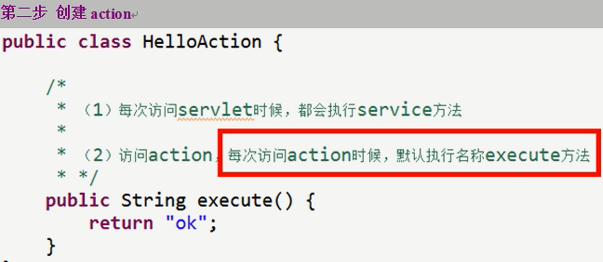 第二步 创建 action
public class HelloAction {
/*
* （1）每次访问servlet时候，都会执行service方法
*
* （2）访问action，每次访问action时候，默认执行名称execute方法
* */
public String execute() {
return "ok";
}